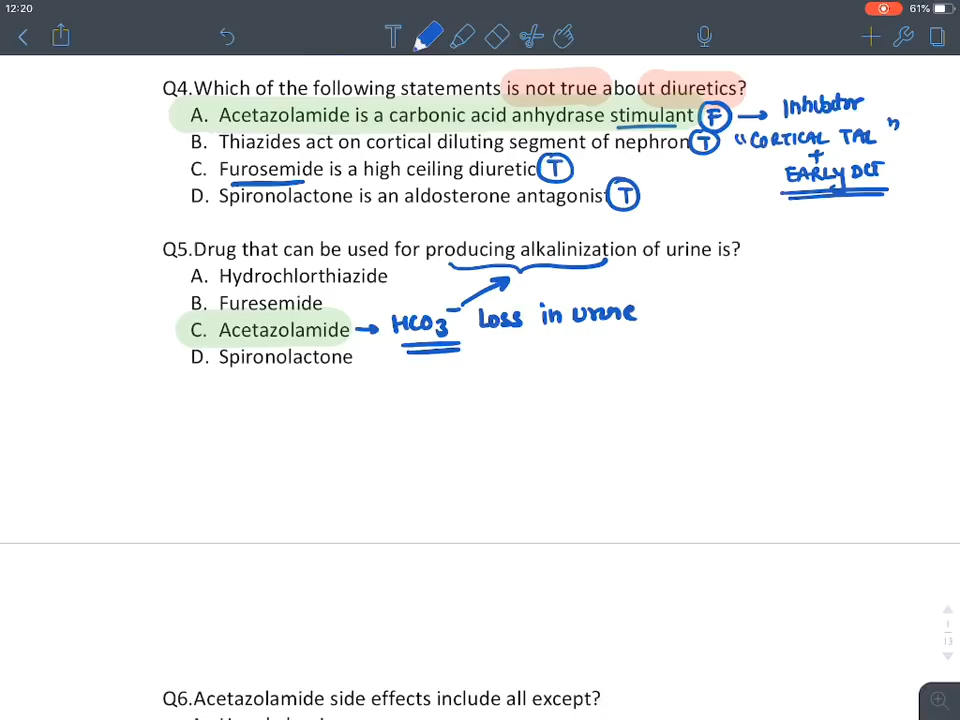 12:20
61%
T
Q4.Which of the following statements is not true about diuretics?
A. Acetazolamide is a carbonic acid anhydrase stimulant F → Inhibitor
B. Thiazides act on cortical diluting segment of nephron T "CORTICAL TAL"
+
C. Furosemide is a high ceiling diuretic T
EARLY DCT
D. Spironolactone is an aldosterone antagonist T
Q5.Drug that can be used for producing alkalinization of urine is?
A. Hydrochlorthiazide
B. Furesemide
C. Acetazolamide → HCO3⁻ Loss in urine
D. Spironolactone
1
13
Q6.Acetazolamide side effects include all except?